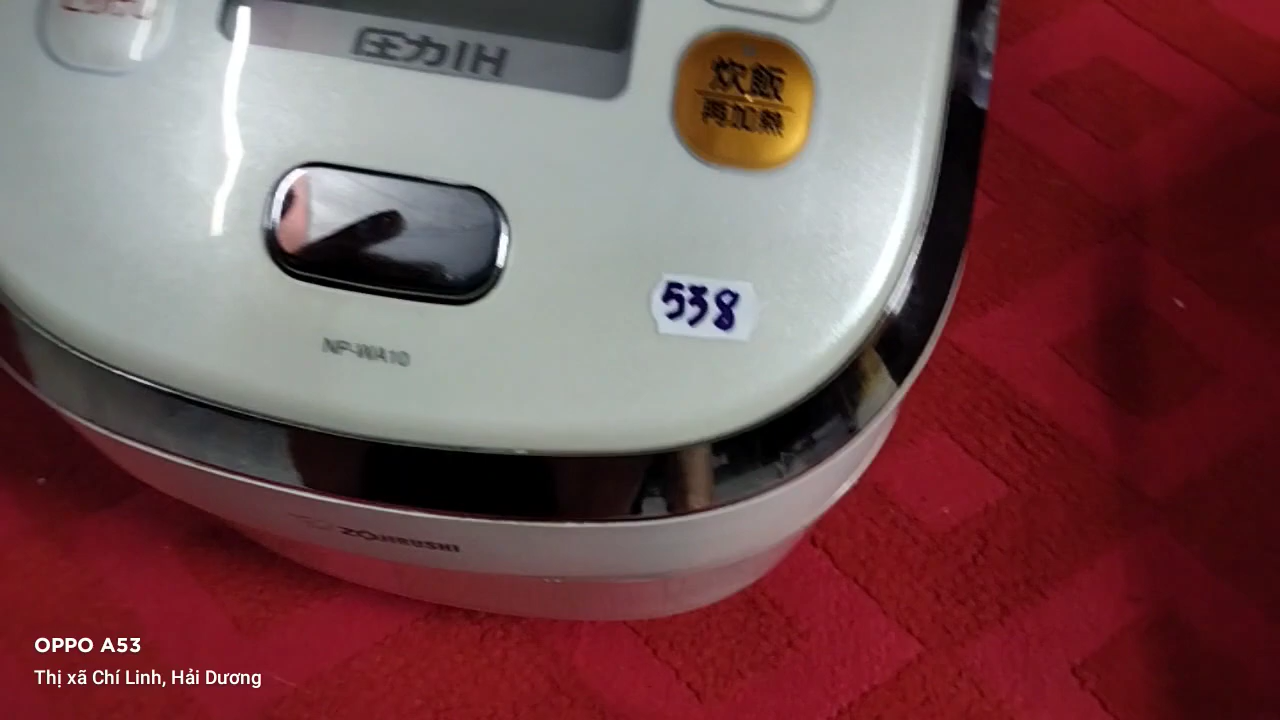 圧力IH
炊飯
再加熱
538
NP-WA10
ZOJIRUSHI
OPPO A53
Thị xã Chí Linh, Hải Dương